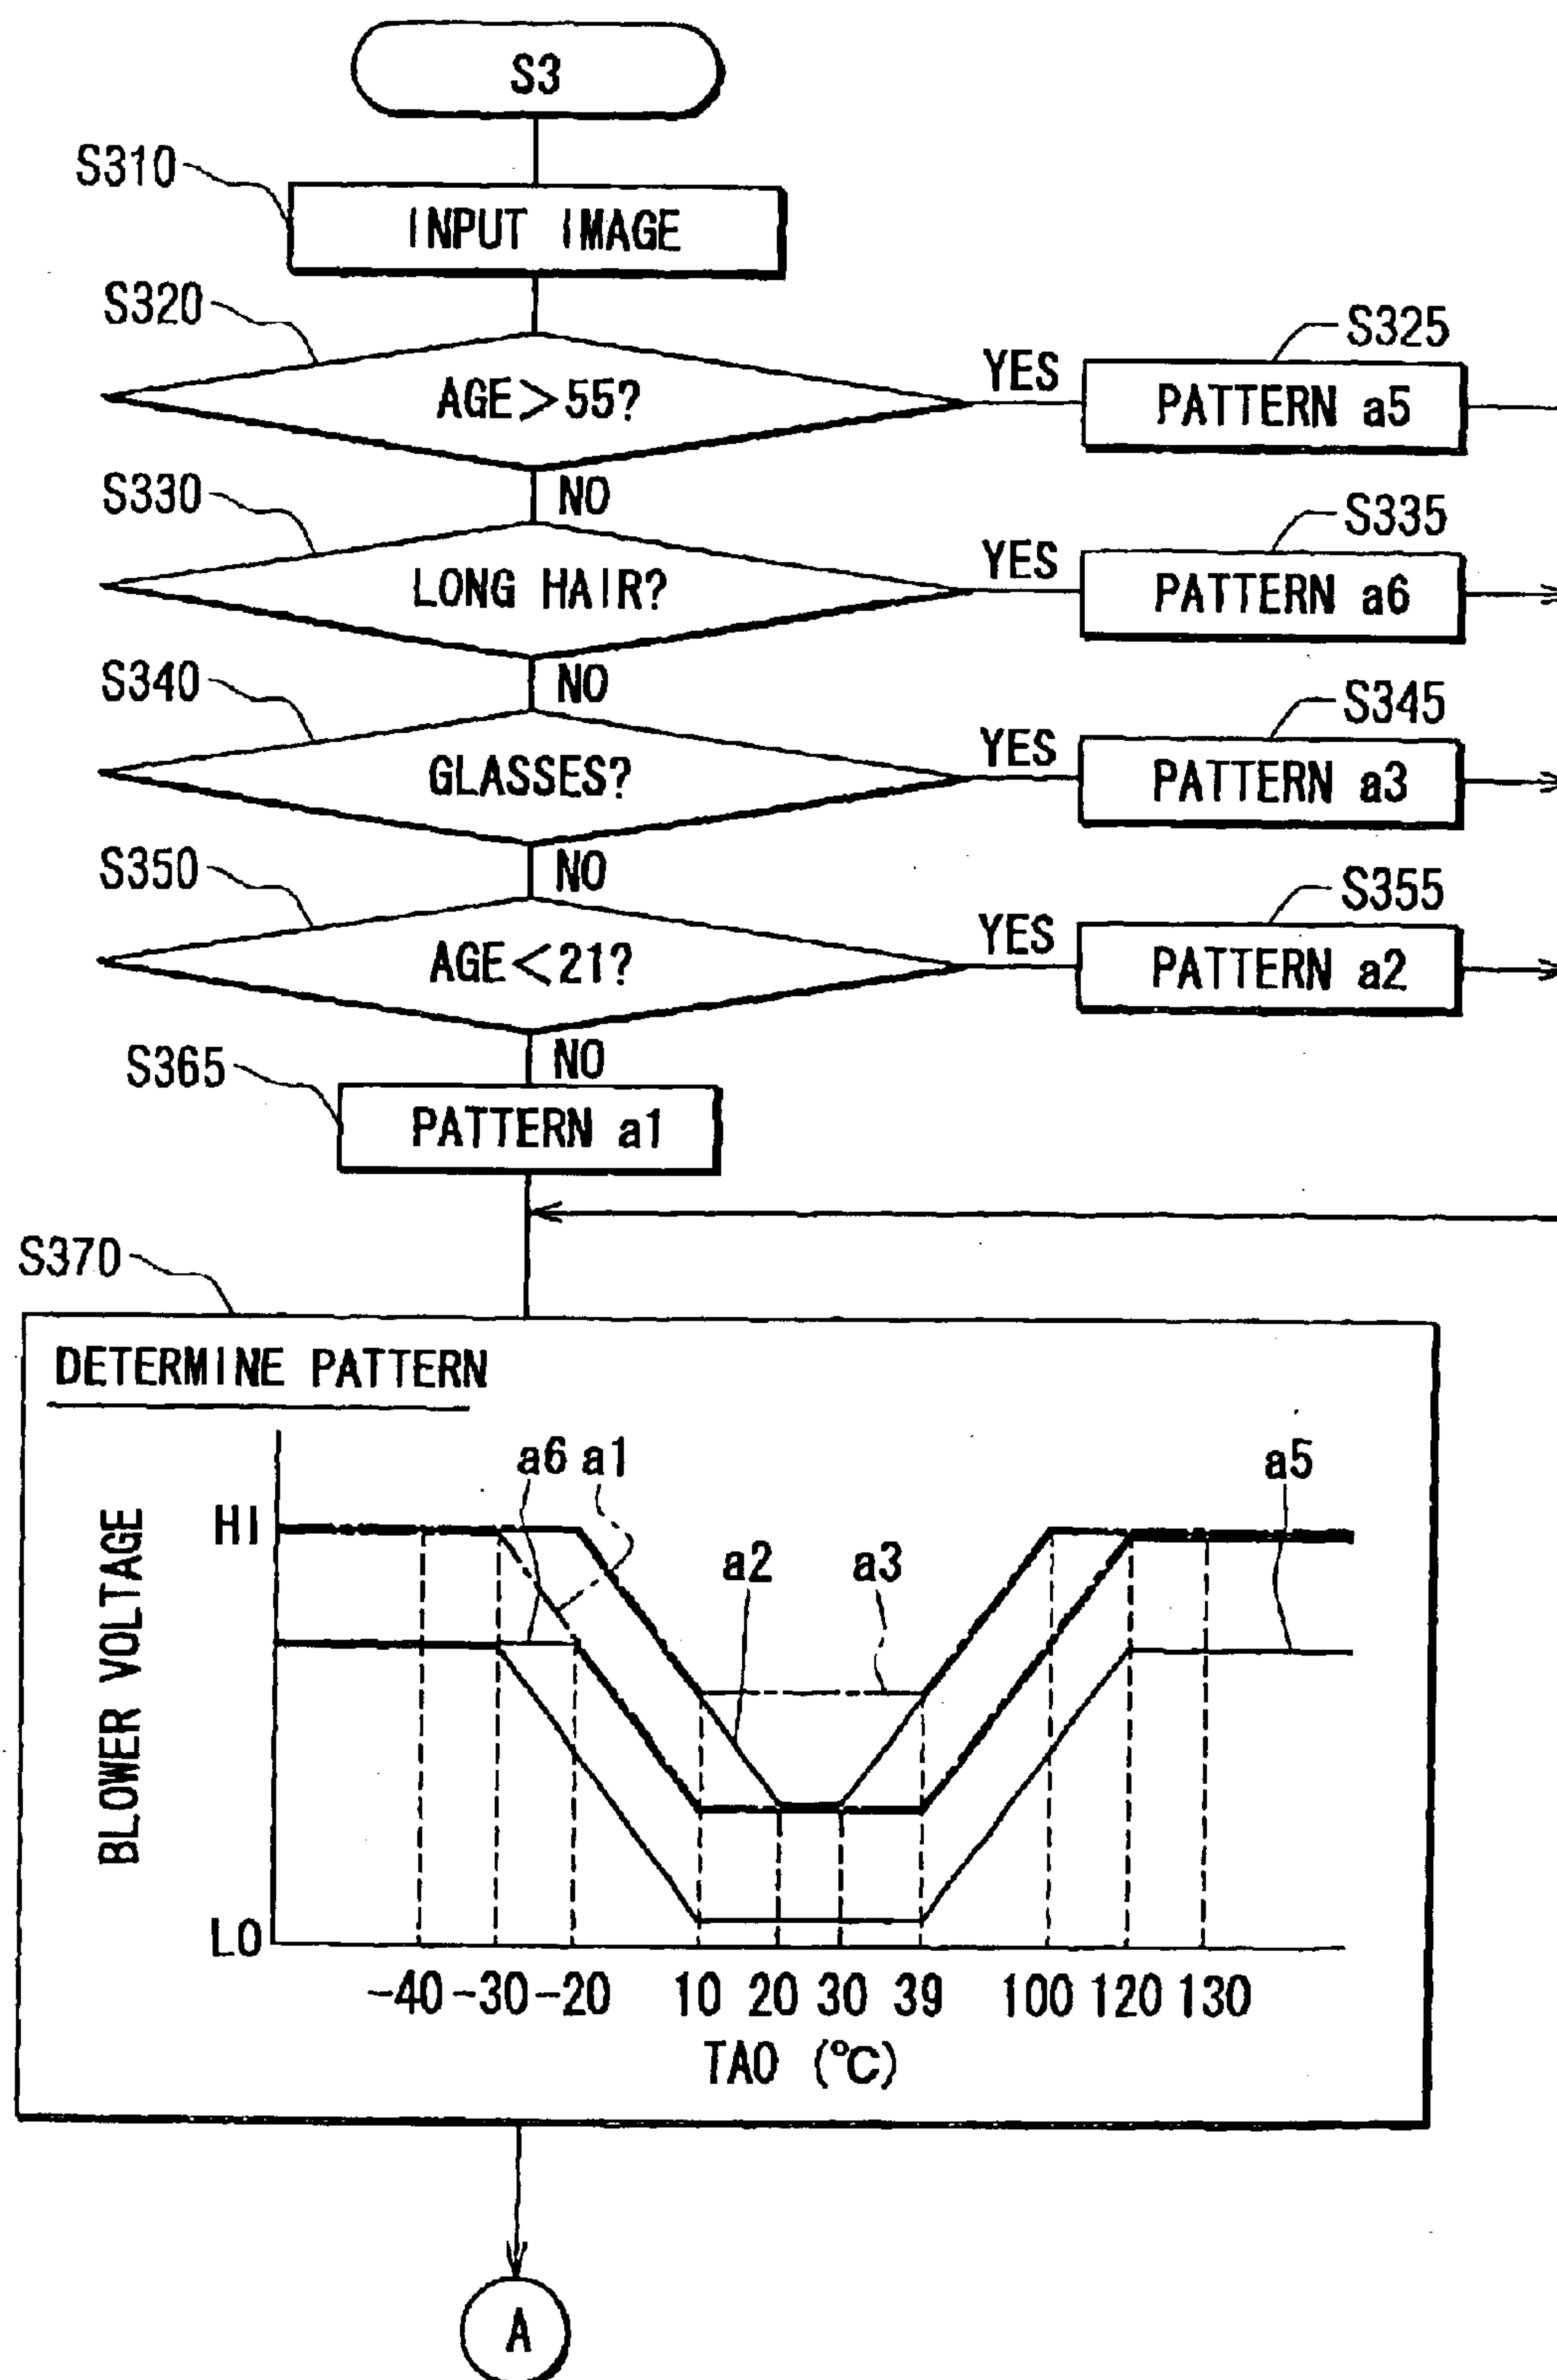 S3
S310
INPUT IMAGE
S320
AGE>55?
YES
S325
PATTERN a5
NO
S330
LONG HAIR?
YES
S335
PATTERN a6
NO
S340
GLASSES?
YES
S345
PATTERN a3
NO
S350
AGE<21?
YES
S355
PATTERN a2
NO
S365
PATTERN a1
S370
DETERMINE PATTERN
BLOWER VOLTAGE
HI
LO
a6 a1
a2
a3
a5
-40 -30 -20 10 20 30 39 100 120 130
TAO (°C)
A